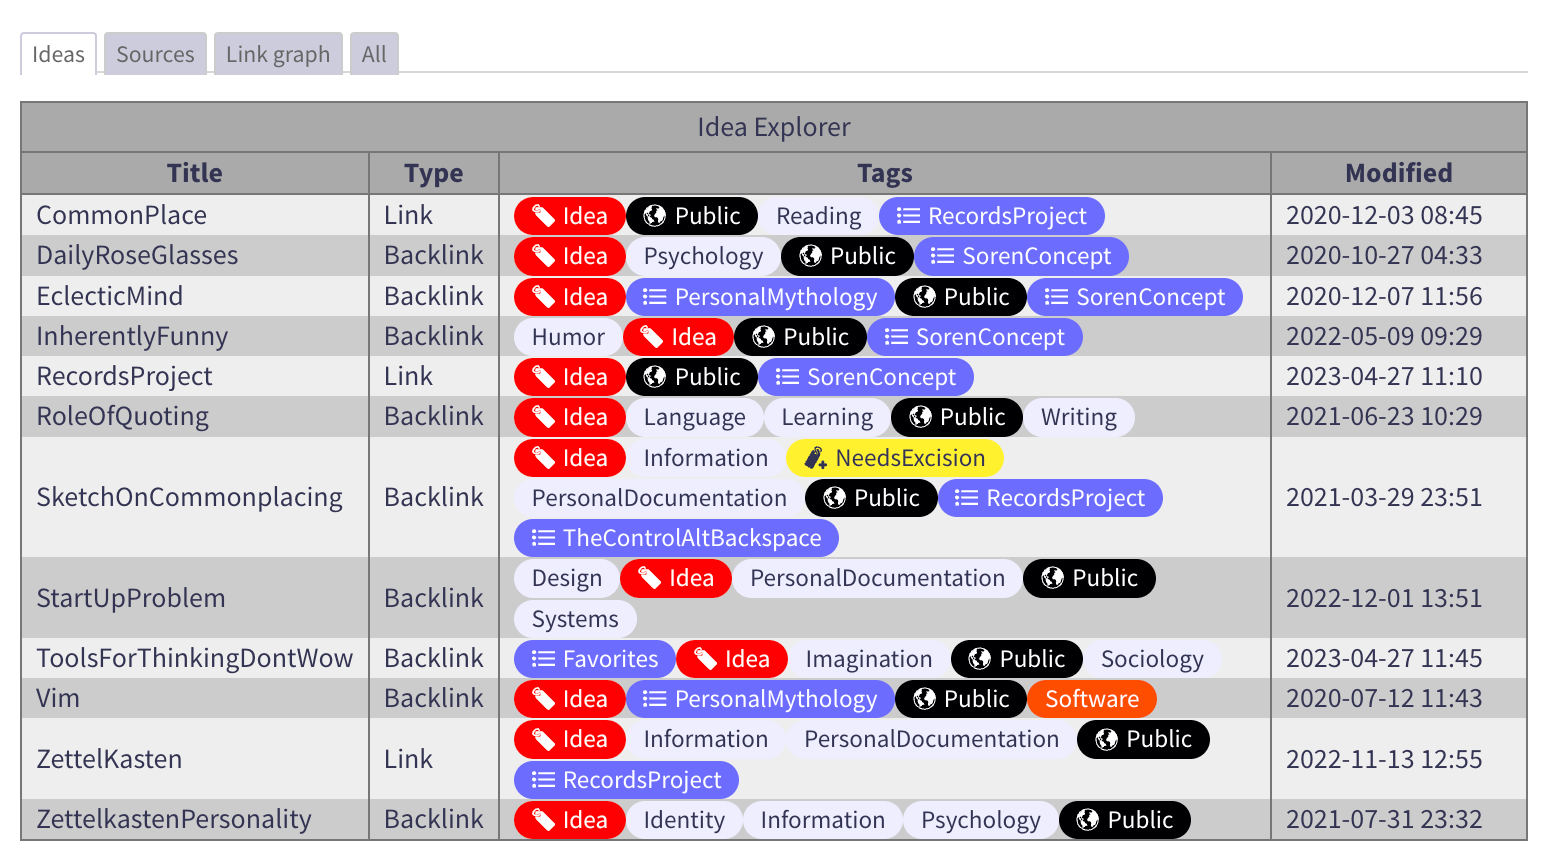 Ideas Sources Link graph All
Idea Explorer
Title Type Tags Modified
CommonPlace Link Idea Public Reading RecordsProject 2020-12-03 08:45
DailyRoseGlasses Backlink Idea Psychology Public SorenConcept 2020-10-27 04:33
EclecticMind Backlink Idea PersonalMythology Public SorenConcept 2020-12-07 11:56
InherentlyFunny Backlink Humor Idea Public SorenConcept 2022-05-09 09:29
RecordsProject Link Idea Public SorenConcept 2023-04-27 11:10
RoleOfQuoting Backlink Idea Language Learning Public Writing 2021-06-23 10:29
Idea Information NeedsExcision
SketchOnCommonplacing Backlink PersonalDocumentation Public RecordsProject 2021-03-29 23:51
TheControlAltBackspace
Design Idea PersonalDocumentation Public
StartUpProblem Backlink 2022-12-01 13:51
Systems
ToolsForThinkingDontWow Backlink Favorites Idea Imagination Public Sociology 2023-04-27 11:45
Vim Backlink Idea PersonalMythology Public Software 2020-07-12 11:43
Idea Information PersonalDocumentation Public
ZettelKasten Link 2022-11-13 12:55
RecordsProject
ZettelkastenPersonality Backlink Idea Identity Information Psychology Public 2021-07-31 23:32